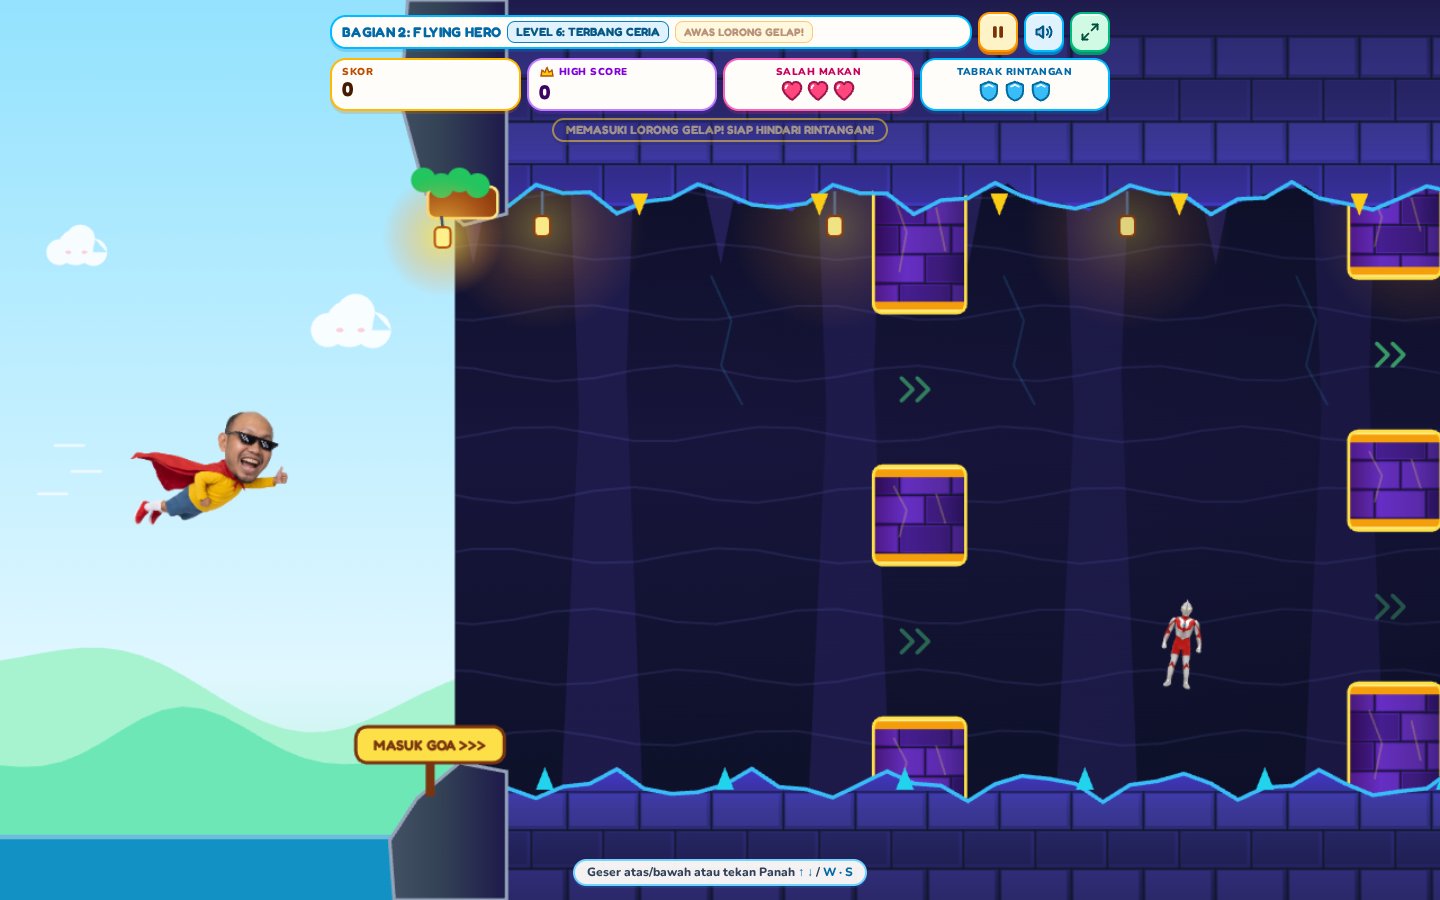 BAGIAN 2: FLYING HERO
LEVEL 6: TERBANG CERIA
AWAS LORONG GELAP!
SKOR
0
HIGH SCORE
0
SALAH MAKAN
TABRAK RINTANGAN
MEMASUKI LORONG GELAP! SIAP HINDARI RINTANGAN!
MASUK GOA >>>
Geser atas/bawah atau tekan Panah ↑ ↓ / W · S